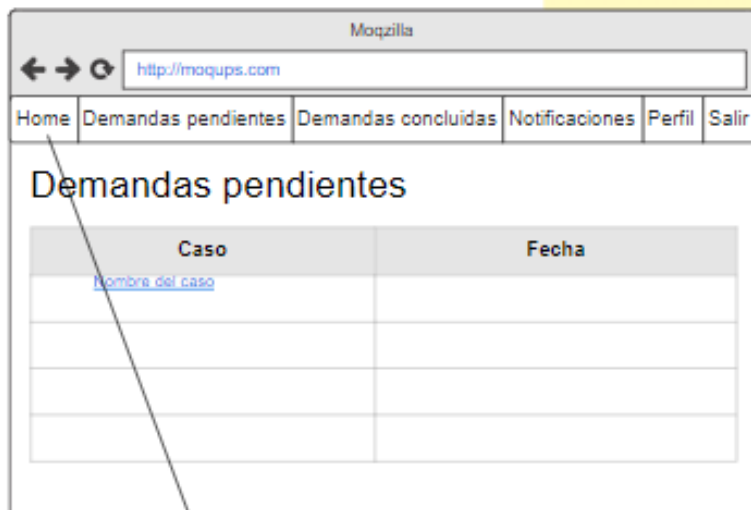 Moqzilla
http://moqups.com
Home Demandas pendientes Demandas concluidas Notificaciones Perfil Salir
Demandas pendientes
Caso Fecha
Nombre del caso